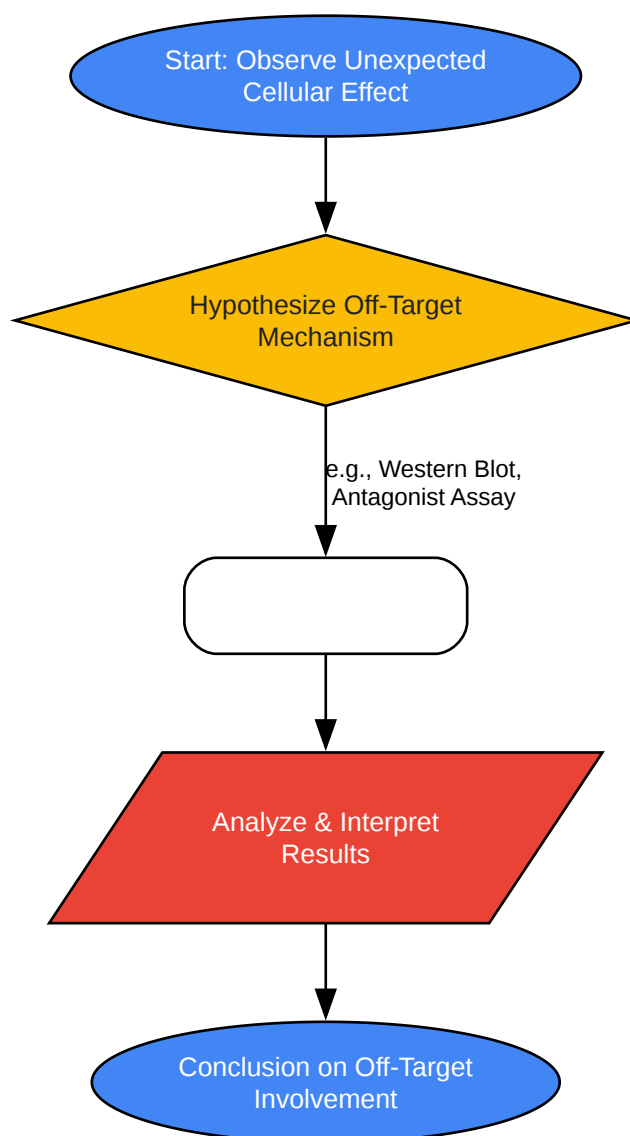 Start: Observe Unexpected
Cellular Effect
Hypothesize Off-Target
Mechanism
e.g., Western Blot,
Antagonist Assay
Analyze & Interpret
Results
Conclusion on Off-Target
Involvement